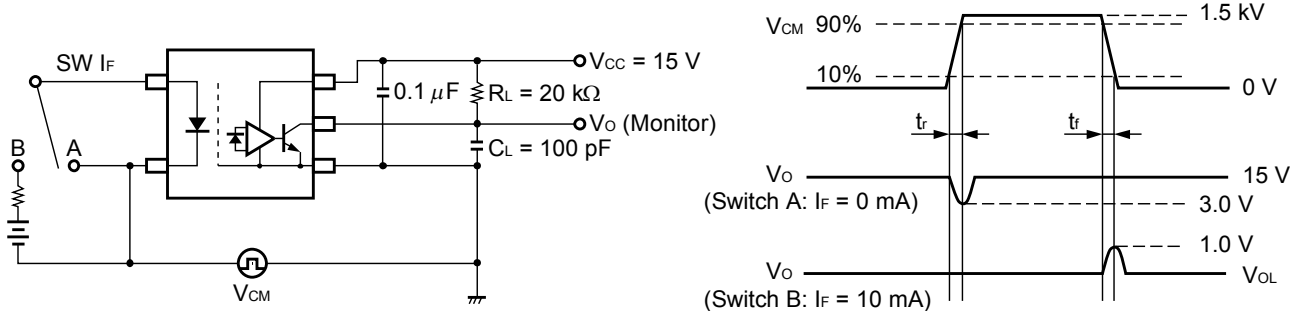 SW IF
B
A
VCC = 15 V
0.1 μF
RL = 20 kΩ
VO (Monitor)
CL = 100 pF
VCM
VCM 90%
10%
1.5 kV
0 V
tr
tf
VO
(Switch A: IF = 0 mA)
15 V
3.0 V
1.0 V
VO
(Switch B: IF = 10 mA)
VOL